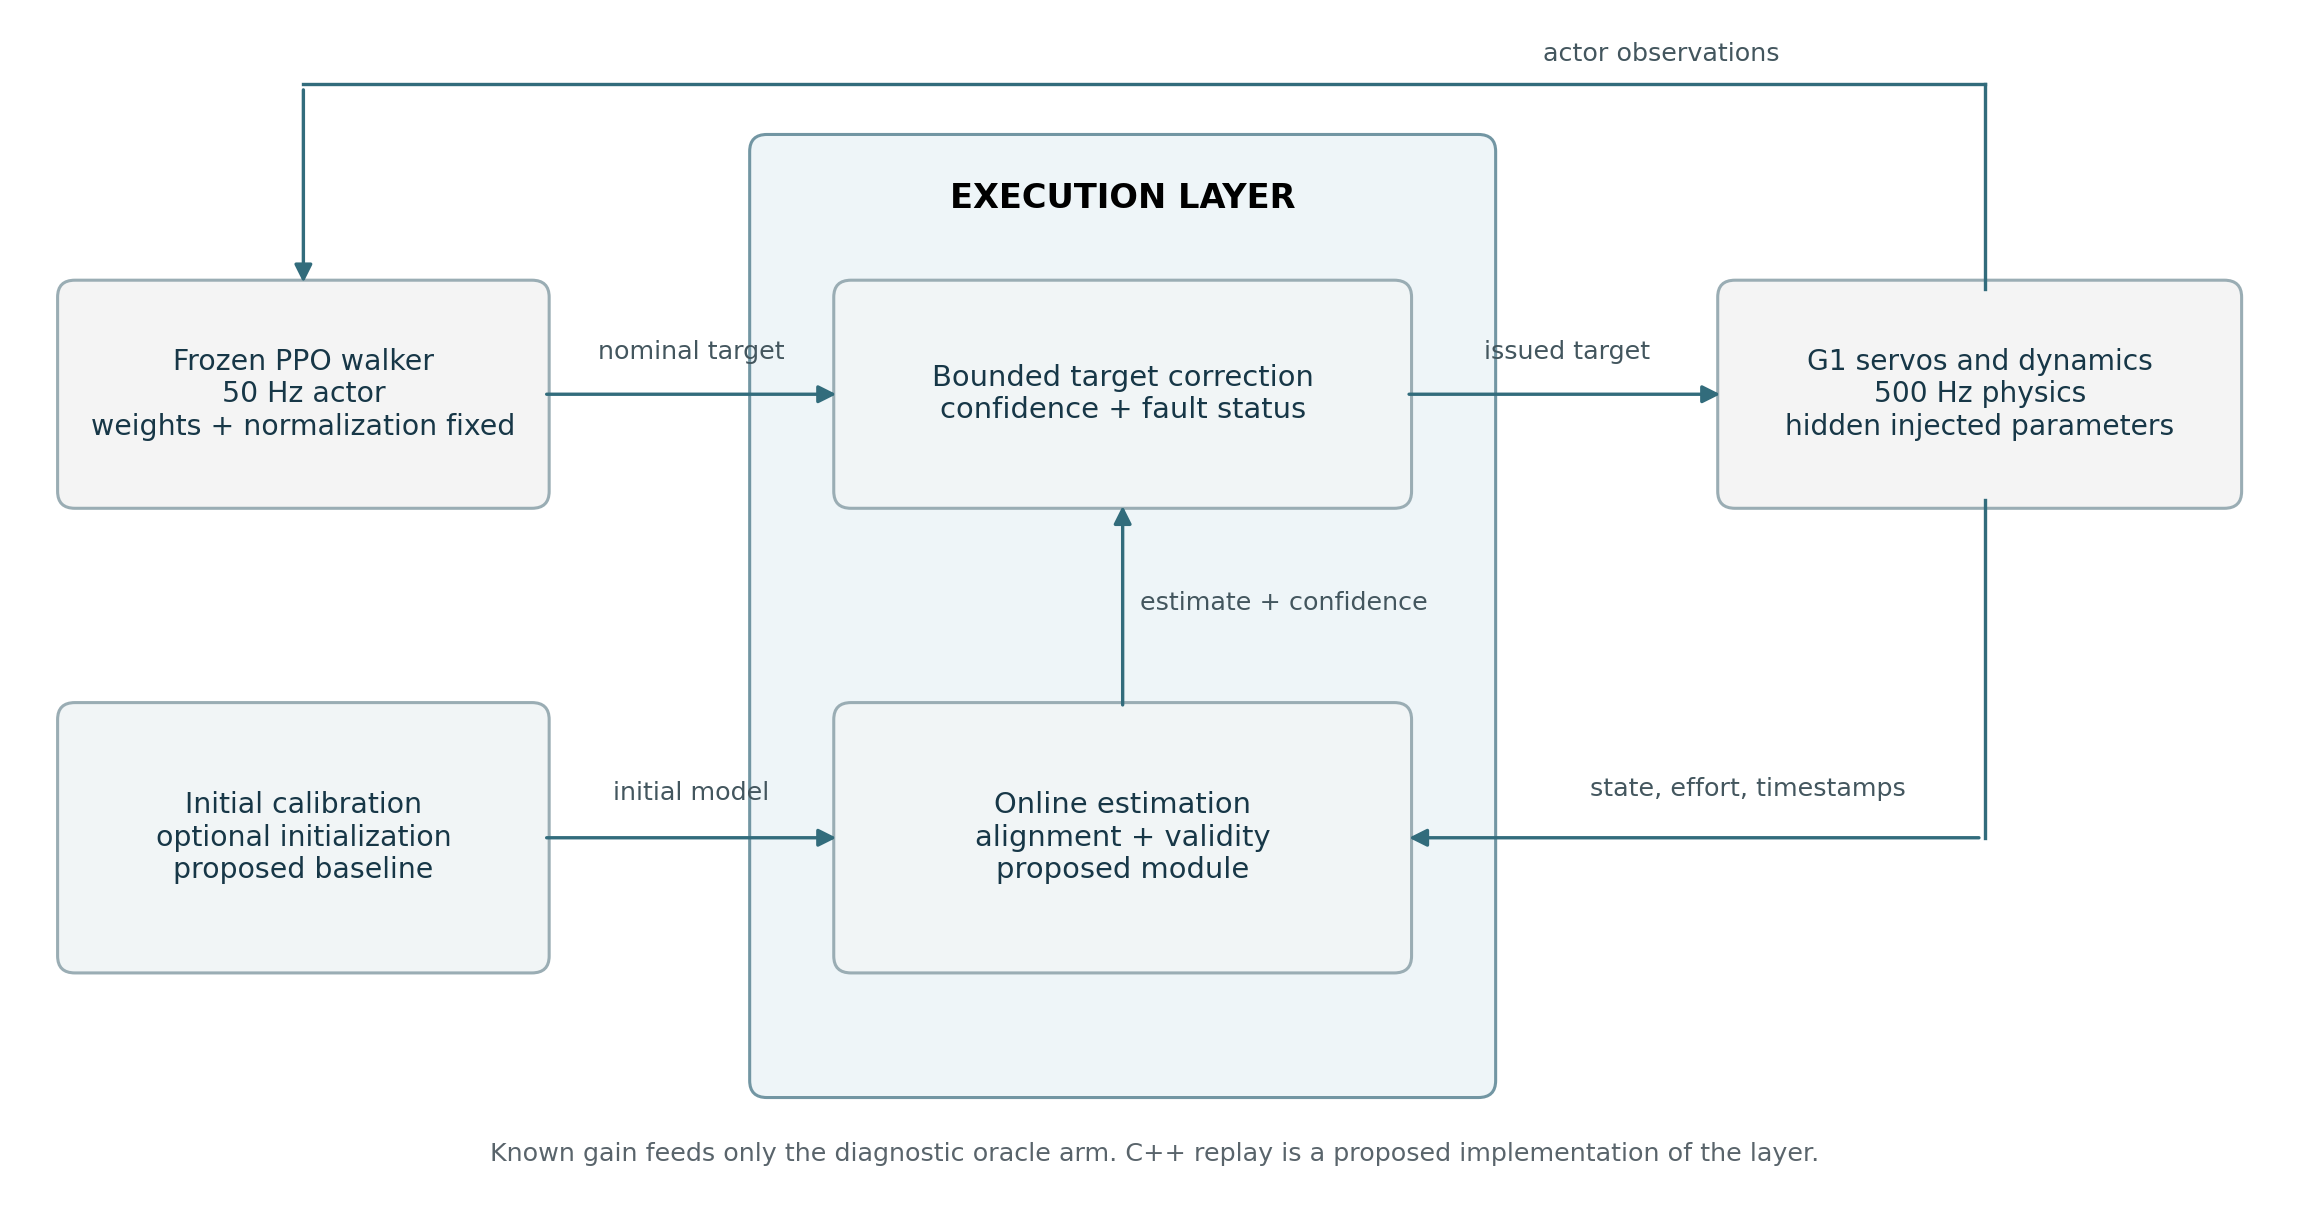 actor observations
EXECUTION LAYER
Frozen PPO walker
50 Hz actor
weights + normalization fixed
nominal target
Bounded target correction
confidence + fault status
issued target
G1 servos and dynamics
500 Hz physics
hidden injected parameters
estimate + confidence
Initial calibration
optional initialization
proposed baseline
initial model
Online estimation
alignment + validity
proposed module
state, effort, timestamps
Known gain feeds only the diagnostic oracle arm. C++ replay is a proposed implementation of the layer.